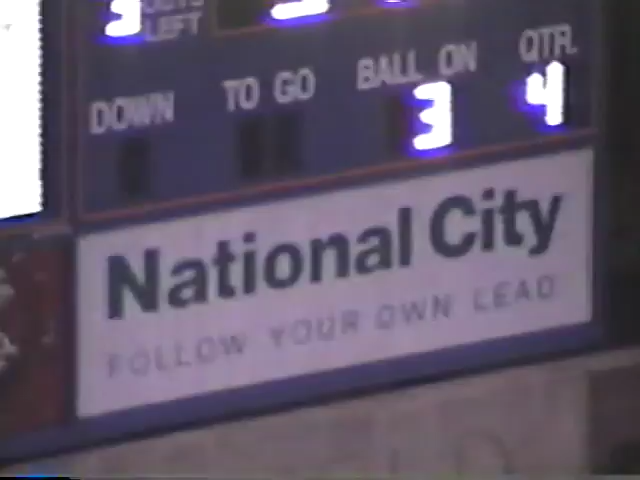 LEFT
DOWN TO GO BALL ON QTR.
3 4
National City
FOLLOW YOUR OWN LEAD